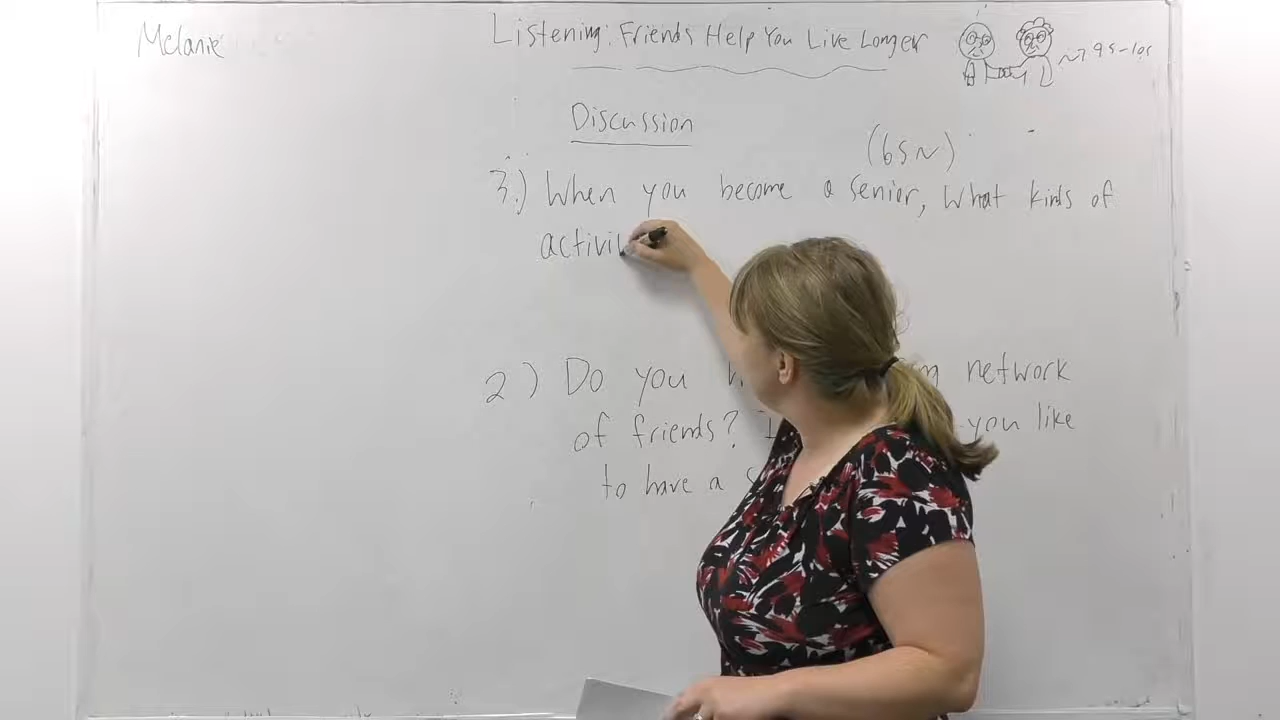 Melanie
Listening: Friends Help You Live Longer
~> 95-105
Discussion
(65~)
3.) When you become a senior, what kinds of
activi
2) Do you network
of friends? you like
to have a